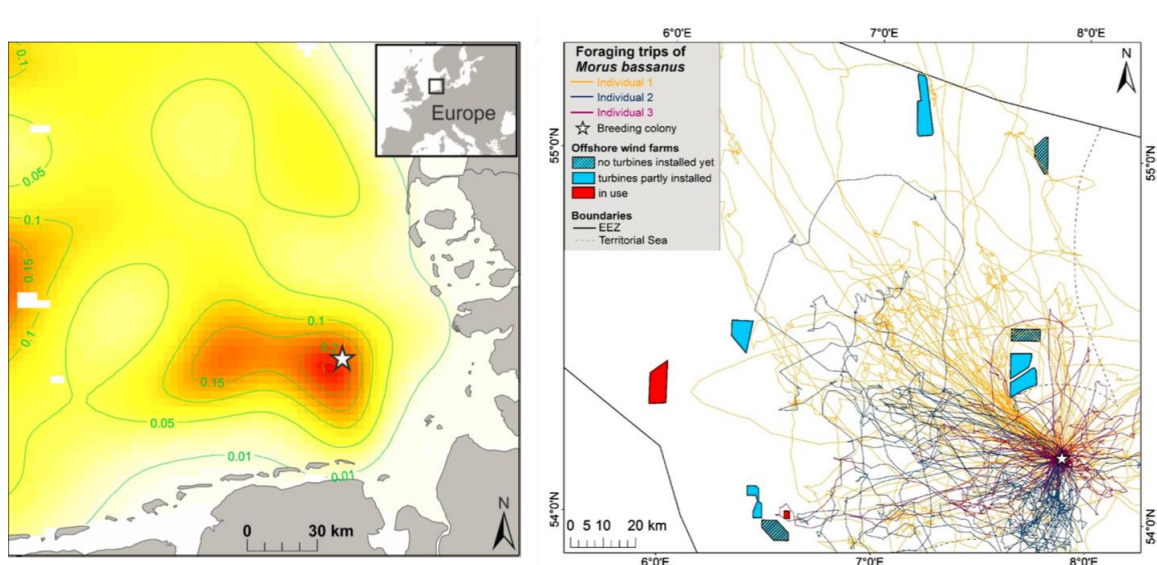 0.1
0.05
0.1
0.15
0.1
0.1
0.15
0.05
0.01
0.01
Europe
N
0 30 km
6°0'E 7°0'E 8°0'E
Foraging trips of
Morus bassanus
Individual 1
Individual 2
Individual 3
Breeding colony
Offshore wind farms
no turbines installed yet
turbines partly installed
in use
Boundaries
EEZ
Territorial Sea
N
55°0'N
55°0'N
54°0'N
54°0'N
0 5 10 20 km
6°0'E 7°0'E 8°0'E